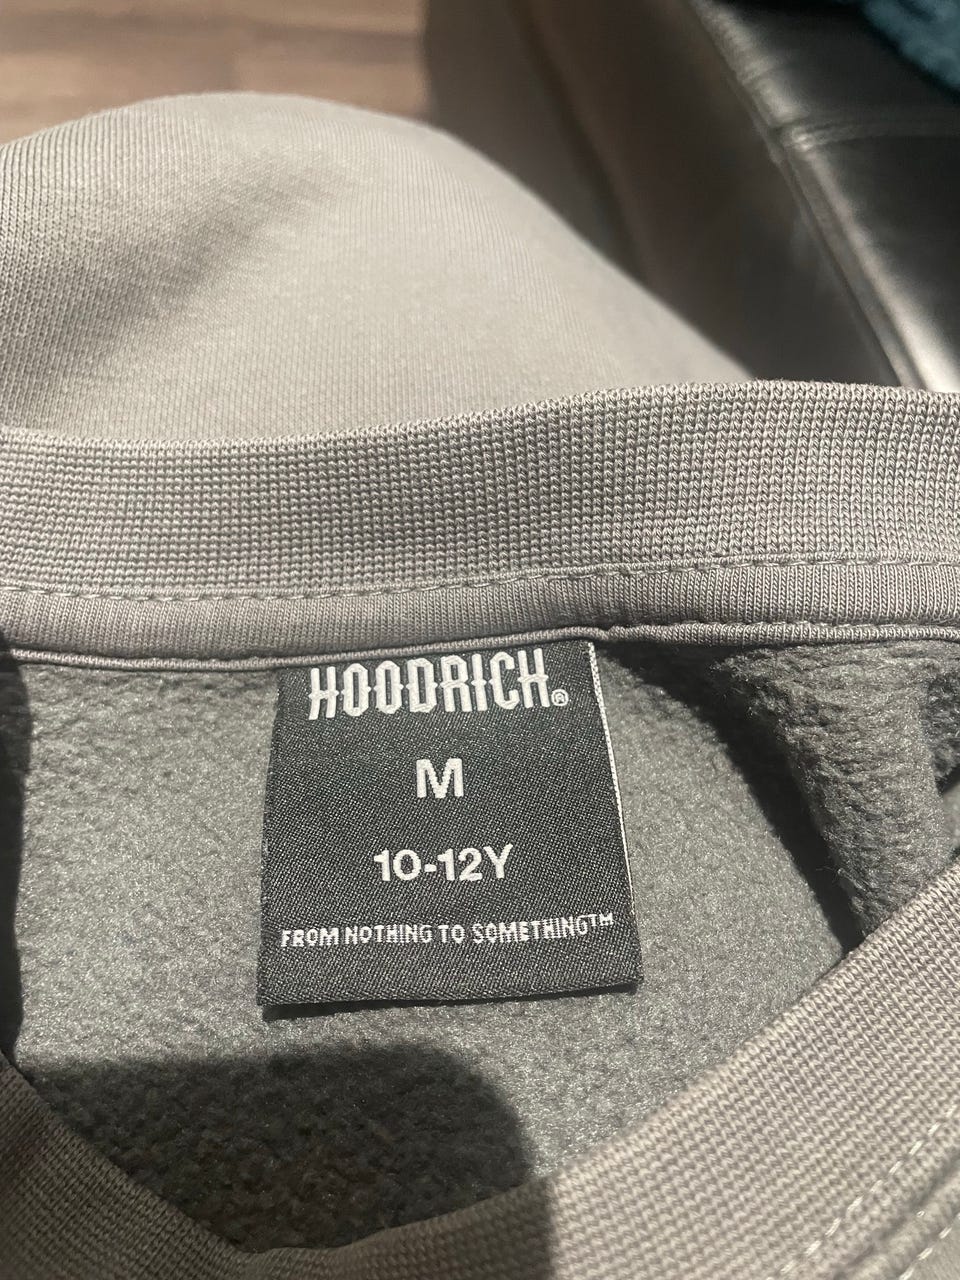 HOODRICH®
M
10-12Y
FROM NOTHING TO SOMETHING™